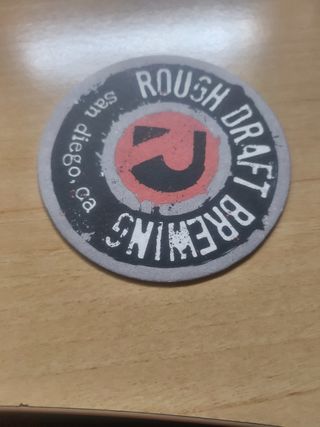 ROUGH DRAFT BREWING
san diego, ca
R